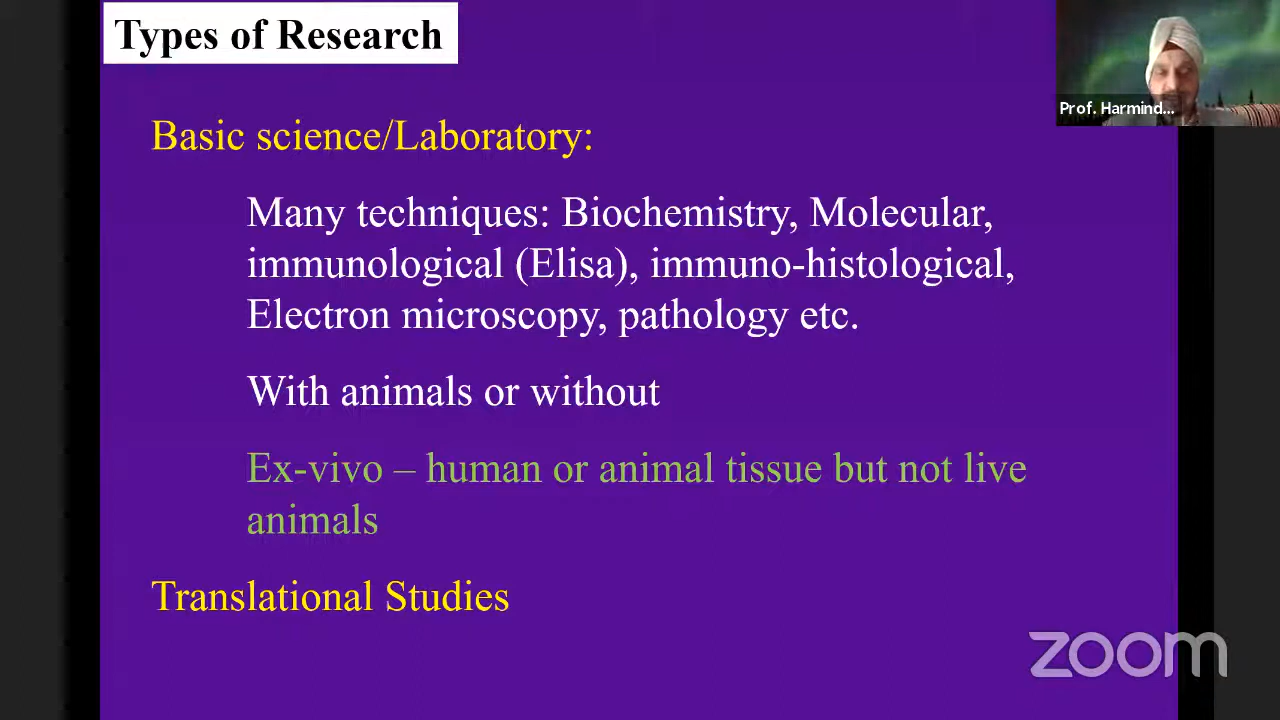 Types of Research
Prof. Harmind...
Basic science/Laboratory:
Many techniques: Biochemistry, Molecular,
immunological (Elisa), immuno-histological,
Electron microscopy, pathology etc.
With animals or without
Ex-vivo – human or animal tissue but not live
animals
Translational Studies
zoom